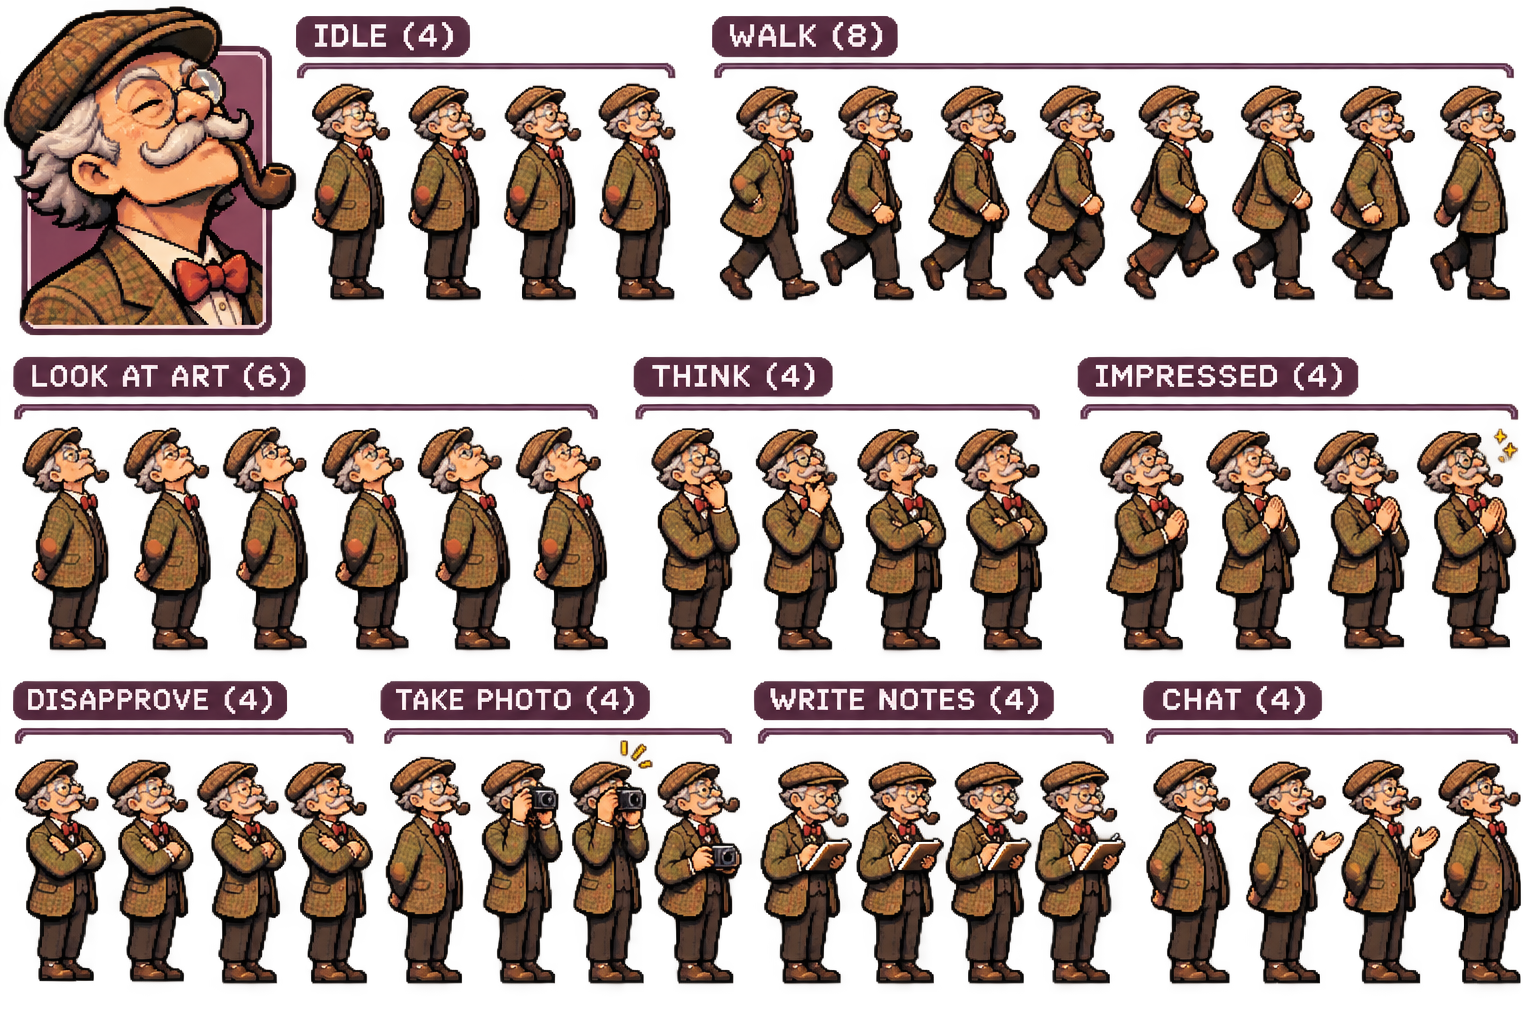 IDLE (4)
WALK (8)
LOOK AT ART (6)
THINK (4)
IMPRESSED (4)
DISAPPROVE (4)
TAKE PHOTO (4)
WRITE NOTES (4)
CHAT (4)